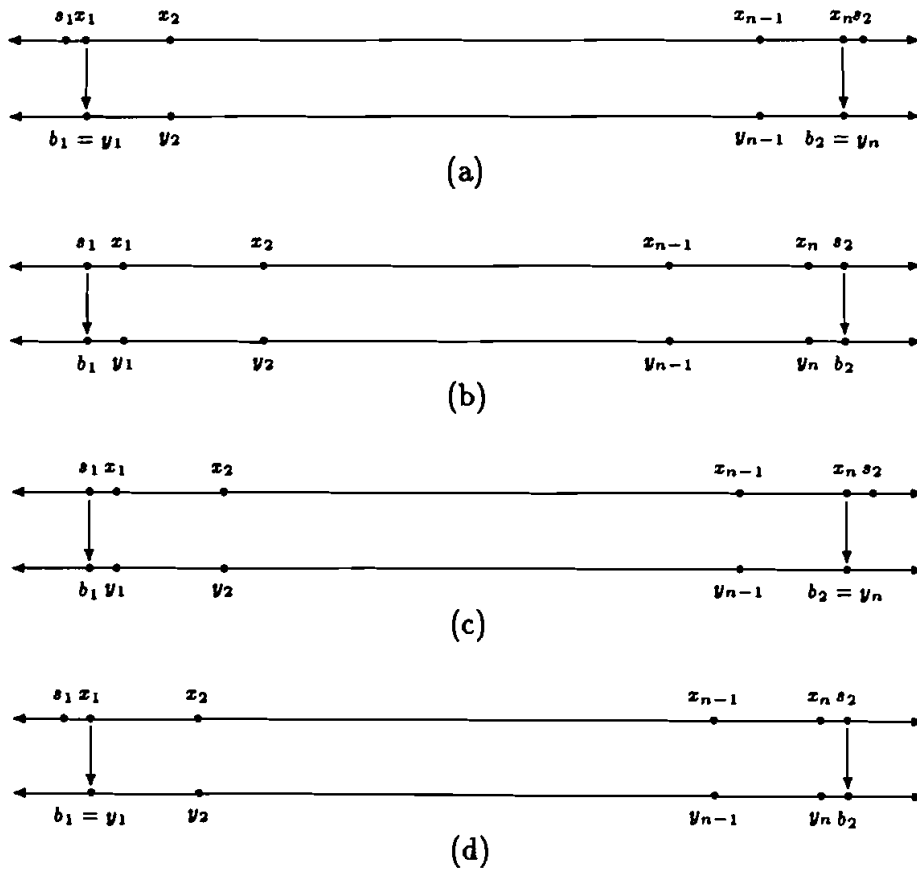 s₁ x₁ x₂ xₙ₋₁ xₙ s₂
b₁ = y₁ y₂ yₙ₋₁ b₂ = yₙ
(a)
s₁ x₁ x₂ xₙ₋₁ xₙ s₂
b₁ y₁ y₂ yₙ₋₁ yₙ b₂
(b)
s₁ x₁ x₂ xₙ₋₁ xₙ s₂
b₁ y₁ y₂ yₙ₋₁ b₂ = yₙ
(c)
s₁ x₁ x₂ xₙ₋₁ xₙ s₂
b₁ = y₁ y₂ yₙ₋₁ yₙ b₂
(d)